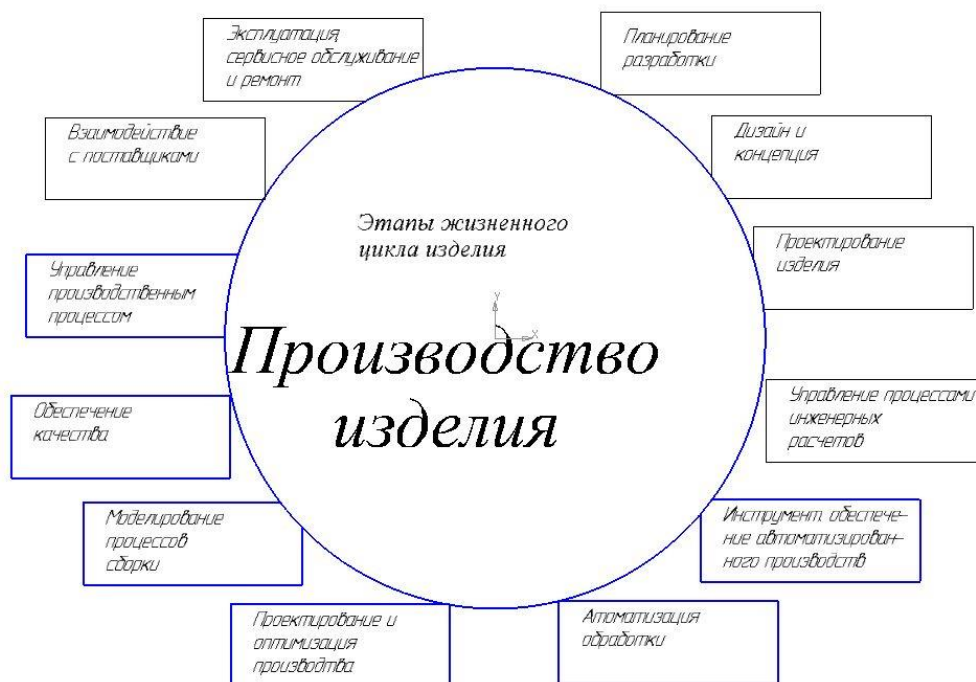 Эксплуатация,
сервисное обслуживание
и ремонт
Планирование
разработки
Взаимодействие
с поставщиками
Дизайн и
концепция
Этапы жизненного
цикла изделия
Проектирование
изделия
Управление
производственным
процессом
Y
X
Производство
изделия
Обеспечение
качества
Управление процессами
инженерных
расчетов
Моделирование
процессов
сборки
Инструмент. обеспече-
ние автоматизирован-
ного производств
Проектирование и
оптимизация
производтва
Атоматизация
обработки